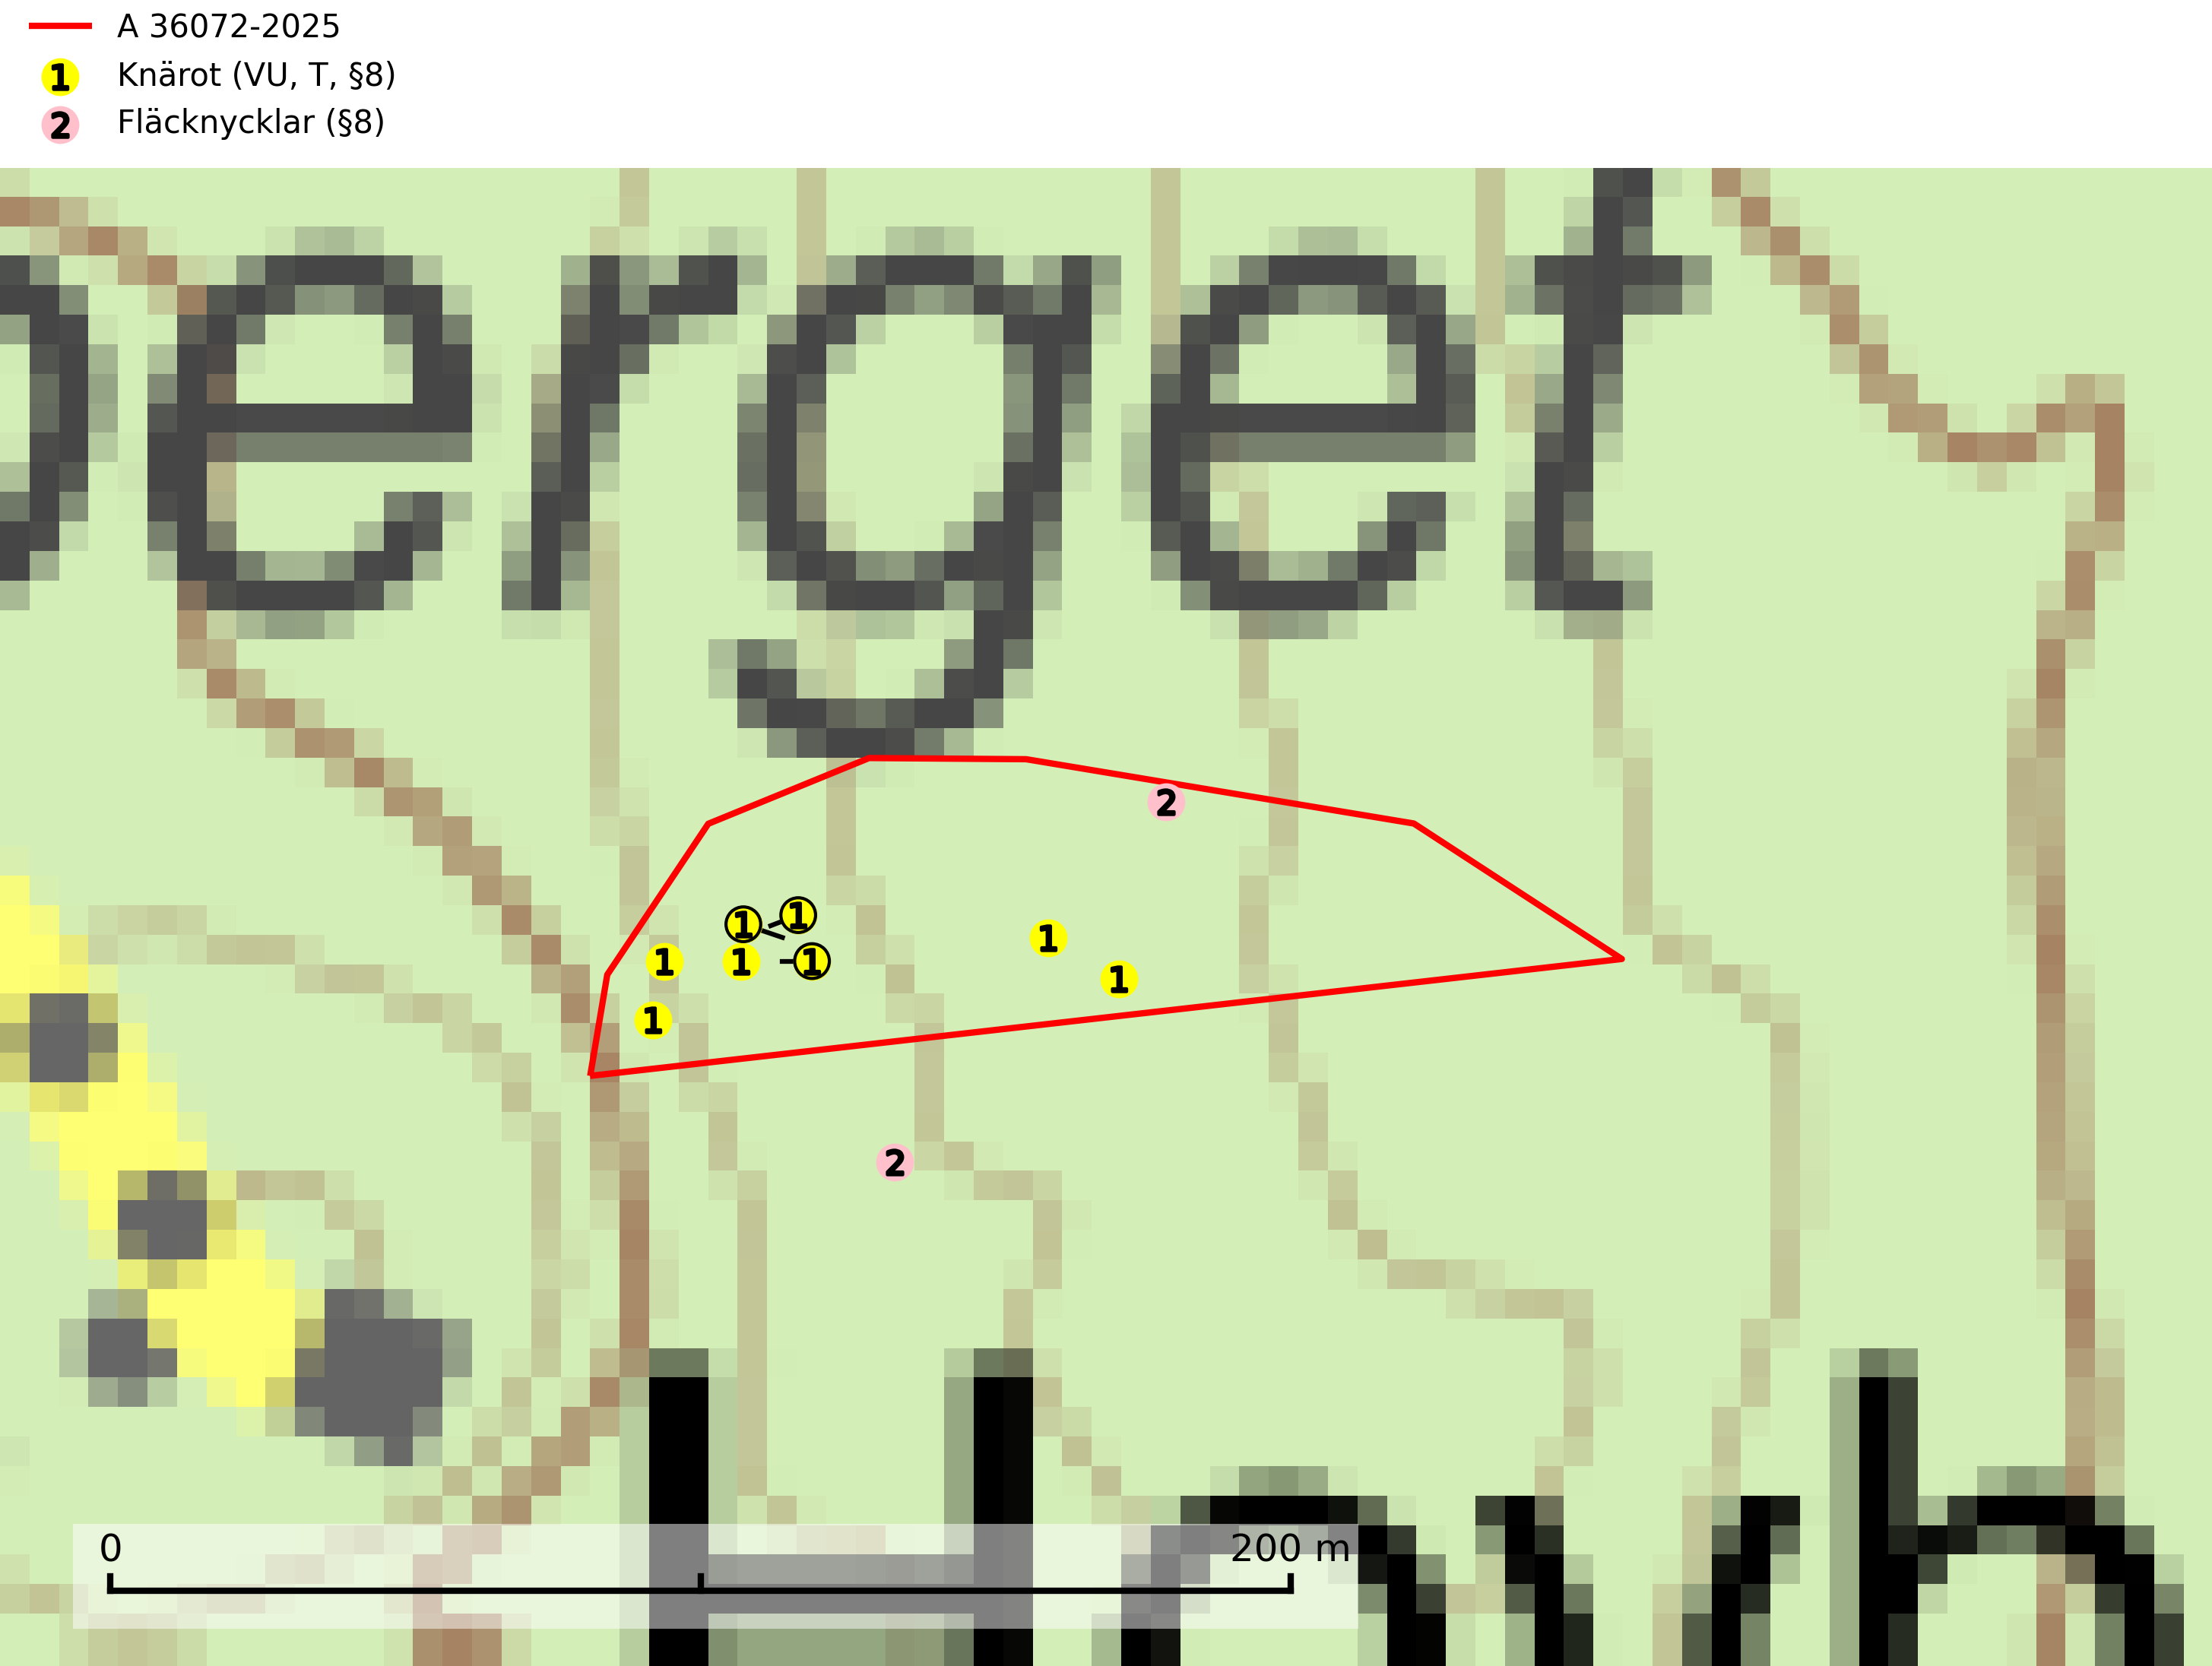 A 36072-2025
1 Knärot (VU, T, §8)
2 Fläcknycklar (§8)
erget
2
1 1
1 1 1 1
1
1
2
0 200 m